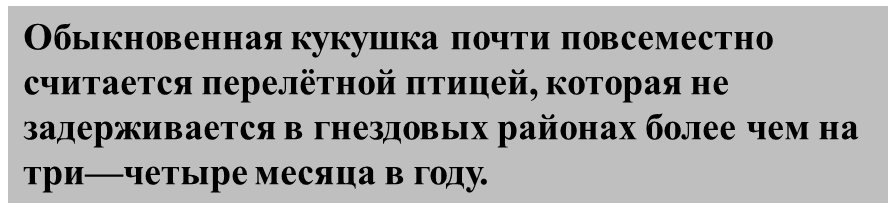 Обыкновенная кукушка почти повсеместно
считается перелётной птицей, которая не
задерживается в гнездовых районах более чем на
три—четыре месяца в году.